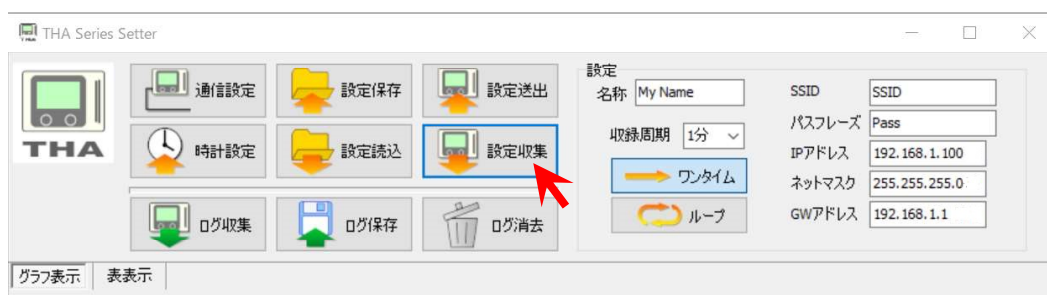 THA Series Setter
THA
通信設定
設定保存
設定送出
時計設定
設定読込
設定収集
ログ収集
ログ保存
ログ消去
設定
名称 My Name
収録周期 1分
ワンタイム
ループ
SSID SSID
パスフレーズ Pass
IPアドレス 192.168.1.100
ネットマスク 255.255.255.0
GWアドレス 192.168.1.1
グラフ表示 表表示